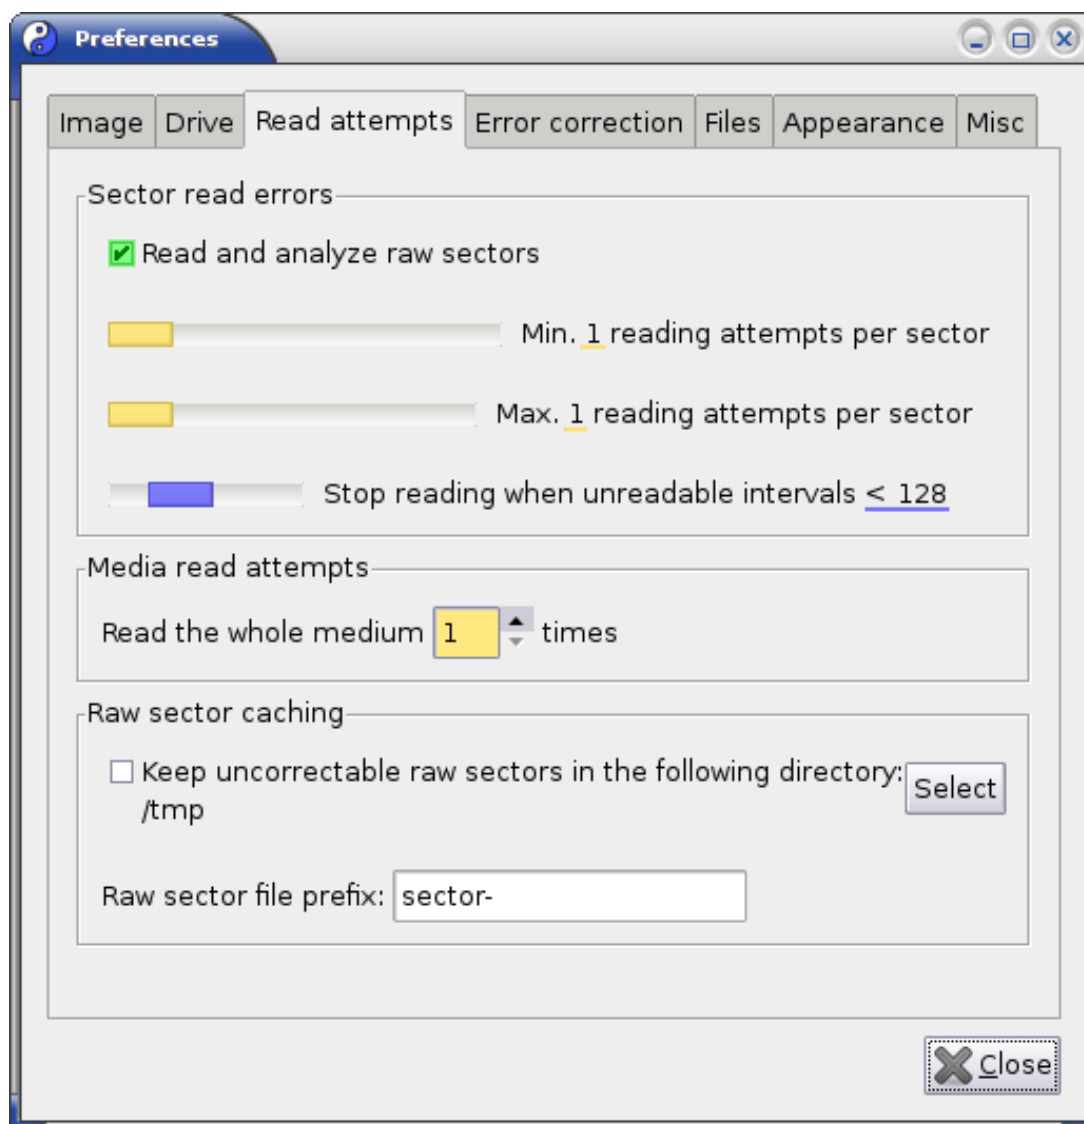 Preferences
Image Drive Read attempts Error correction Files Appearance Misc
Sector read errors
Read and analyze raw sectors
Min. 1 reading attempts per sector
Max. 1 reading attempts per sector
Stop reading when unreadable intervals < 128
Media read attempts
Read the whole medium 1 times
Raw sector caching
Keep uncorrectable raw sectors in the following directory: Select
/tmp
Raw sector file prefix: sector-
Close